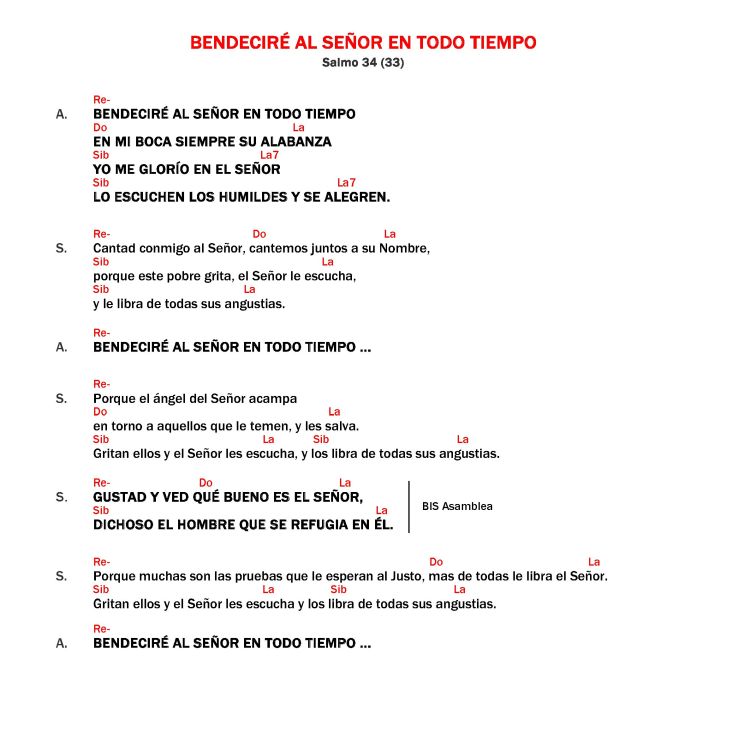 BENDECIRÉ AL SEÑOR EN TODO TIEMPO
Salmo 34 (33)
Re-
A. BENDECIRÉ AL SEÑOR EN TODO TIEMPO
Do La
EN MI BOCA SIEMPRE SU ALABANZA
Sib La7
YO ME GLORÍO EN EL SEÑOR
Sib La7
LO ESCUCHEN LOS HUMILDES Y SE ALEGREN.
Re- Do La
S. Cantad conmigo al Señor, cantemos juntos a su Nombre,
Sib La
porque este pobre grita, el Señor le escucha,
Sib La
y le libra de todas sus angustias.
Re-
A. BENDECIRÉ AL SEÑOR EN TODO TIEMPO ...
Re-
S. Porque el ángel del Señor acampa
Do La
en torno a aquellos que le temen, y les salva.
Sib La Sib La
Gritan ellos y el Señor les escucha, y los libra de todas sus angustias.
Re- Do La
S. GUSTAD Y VED QUÉ BUENO ES EL SEÑOR,
Sib La
DICHOSO EL HOMBRE QUE SE REFUGIA EN ÉL.
BIS Asamblea
Re- Do La
S. Porque muchas son las pruebas que le esperan al Justo, mas de todas le libra el Señor.
Sib La Sib La
Gritan ellos y el Señor les escucha y los libra de todas sus angustias.
Re-
A. BENDECIRÉ AL SEÑOR EN TODO TIEMPO ...